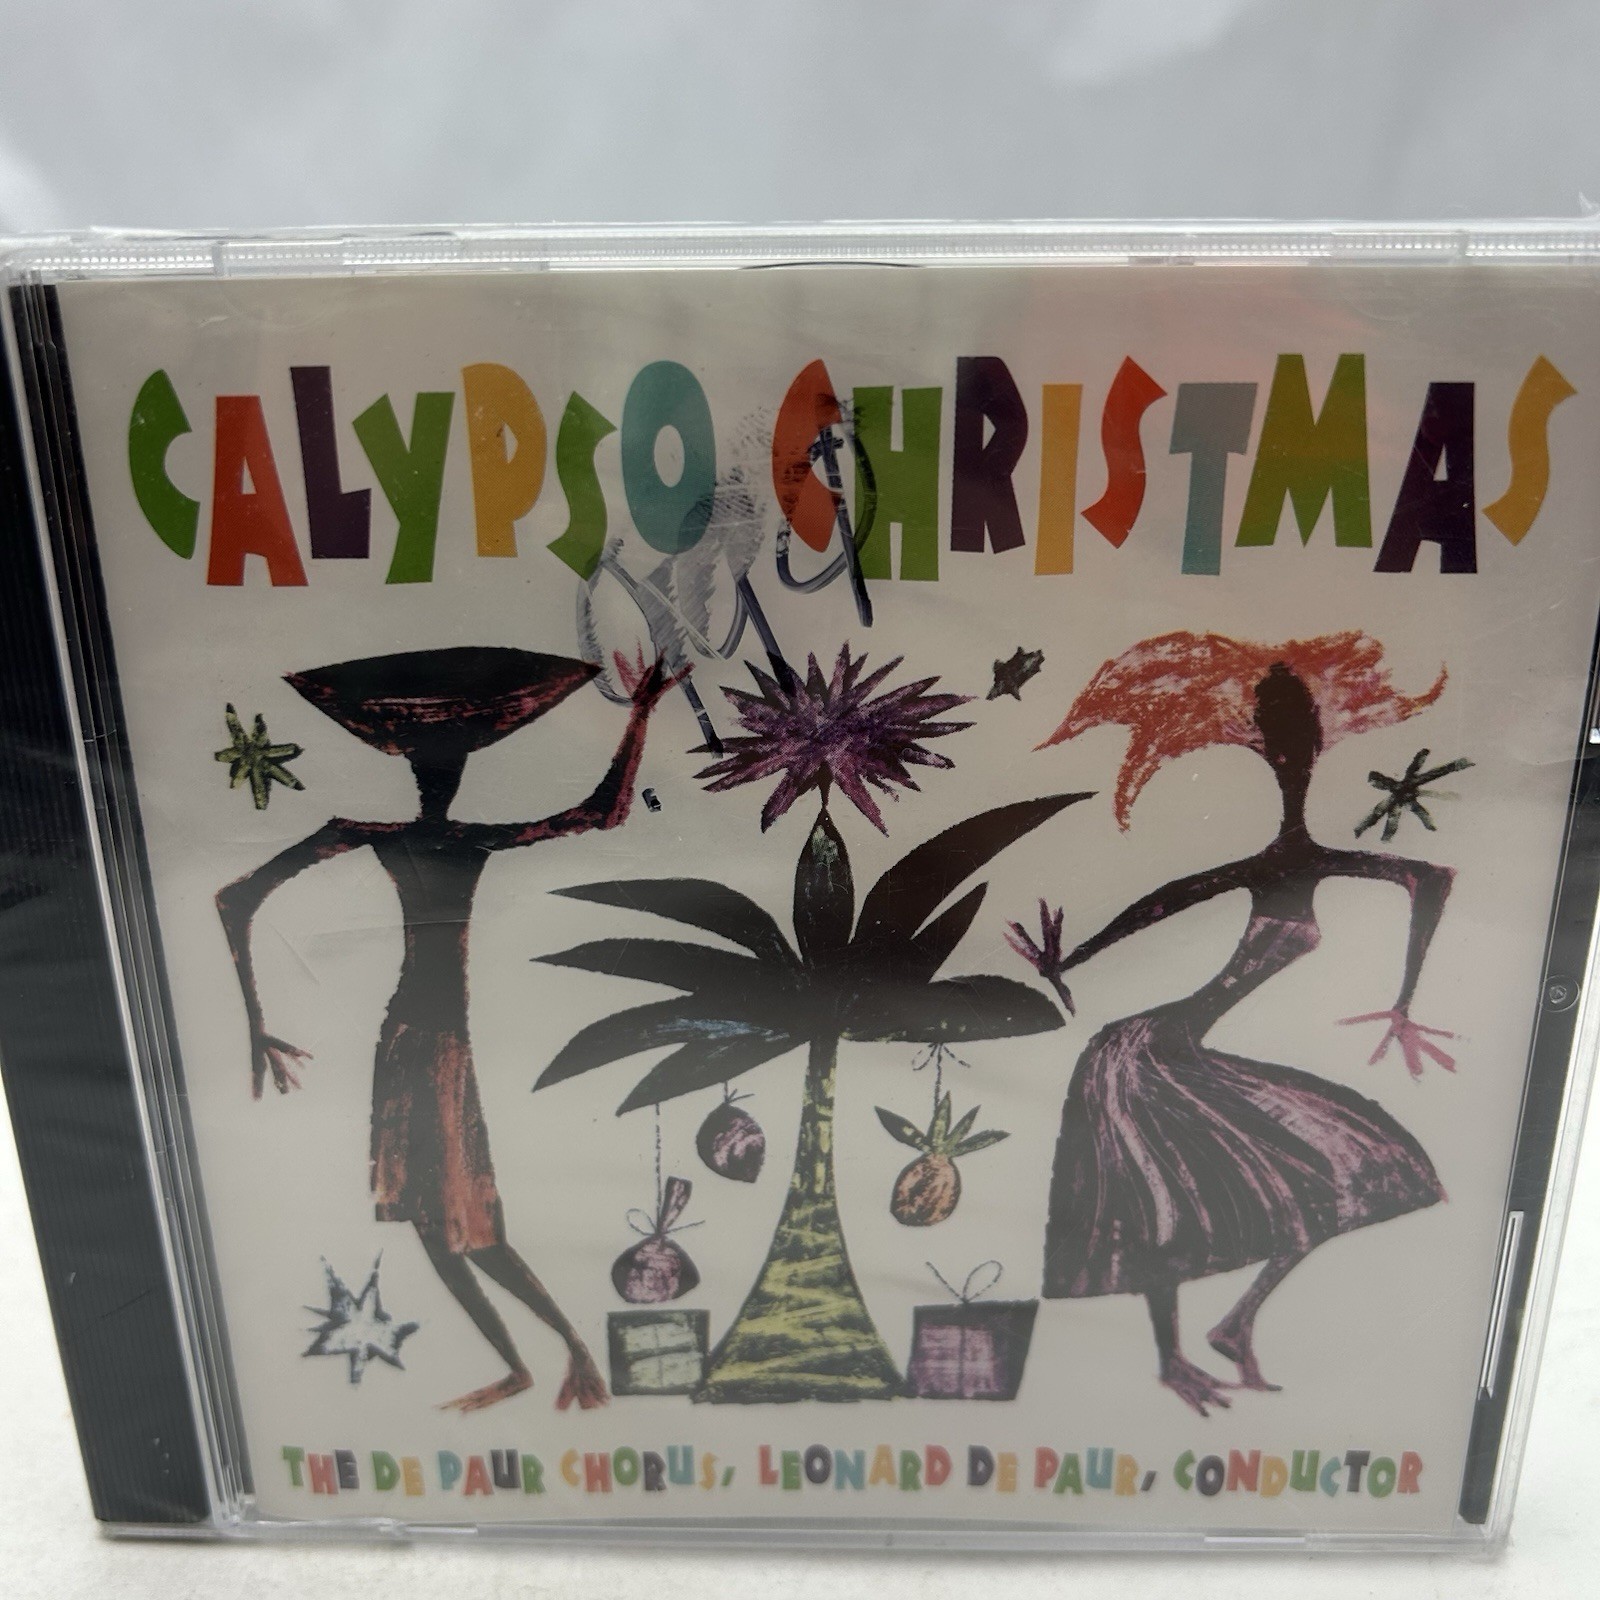 CALYPSO CHRISTMAS
THE DE PAUR CHORUS, LEONARD DE PAUR, CONDUCTOR